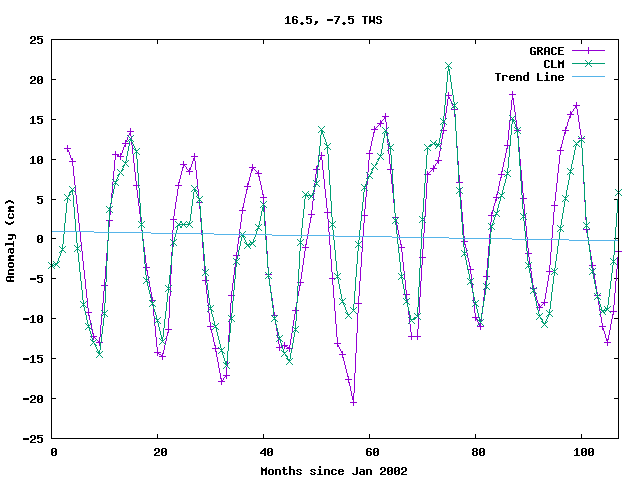 16.5, -7.5 TWS
GRACE
CLM
Trend Line
25
20
15
10
5
0
-5
-10
-15
-20
-25
Anomaly (cm)
0 20 40 60 80 100
Months since Jan 2002